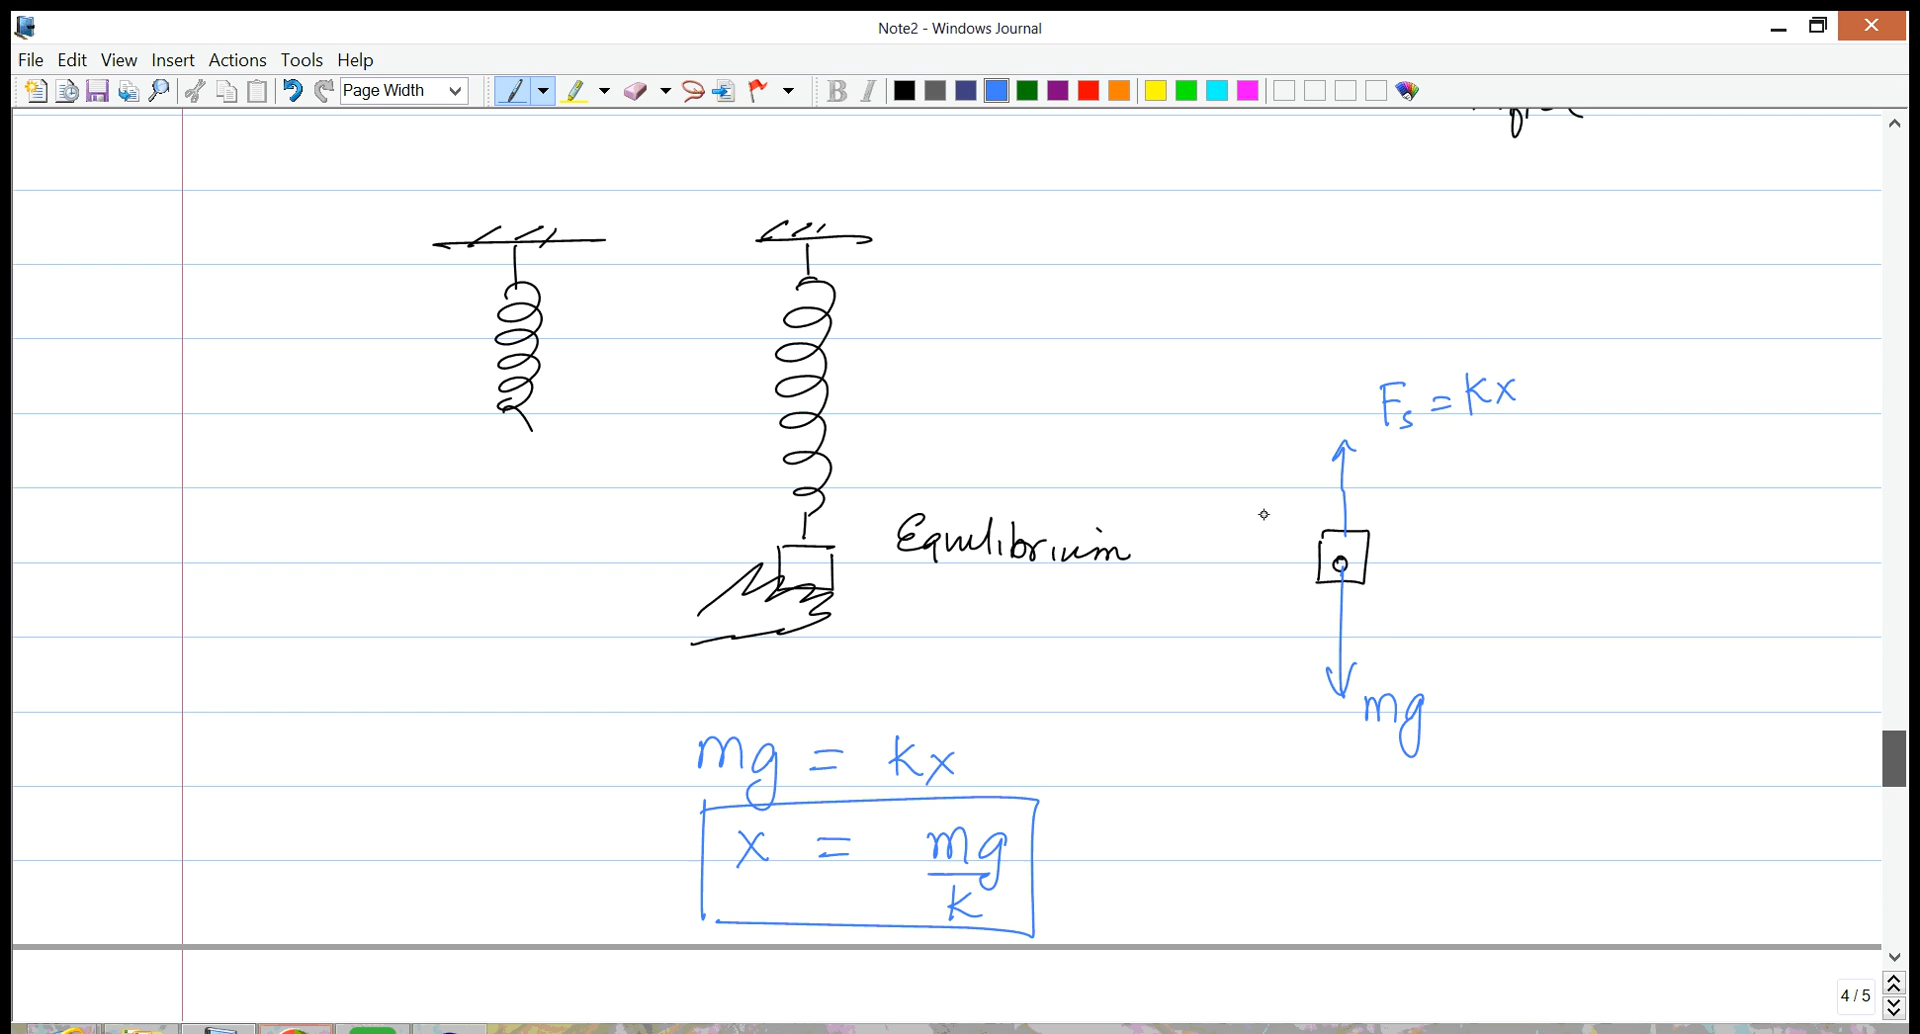 Note2 - Windows Journal
File Edit View Insert Actions Tools Help
Page Width B I
Fs = kx
Equilibrium
mg
mg = kx
x = mg/k
4 / 5